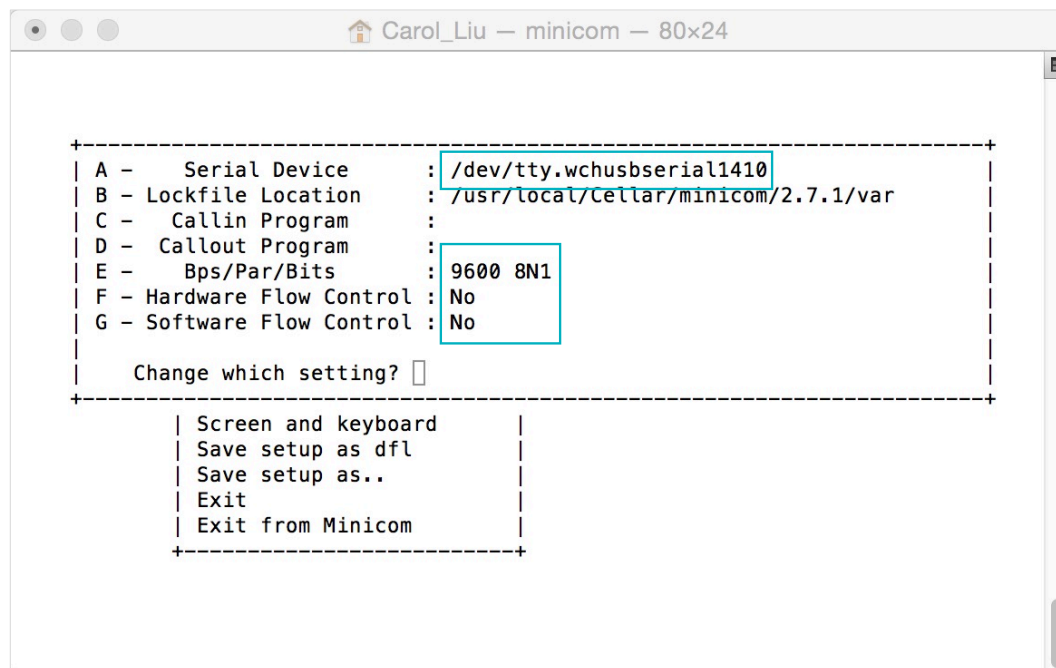 Carol_Liu — minicom — 80×24
+-----------------------------------------------------------------------+
| A -    Serial Device      : /dev/tty.wchusbserial1410                 |
| B - Lockfile Location     : /usr/local/Cellar/minicom/2.7.1/var       |
| C -   Callin Program      :                                           |
| D -  Callout Program      :                                           |
| E -    Bps/Par/Bits       : 9600 8N1                                  |
| F - Hardware Flow Control : No                                        |
| G - Software Flow Control : No                                        |
|                                                                       |
|    Change which setting?                                              |
+-----------------------------------------------------------------------+
| Screen and keyboard      |
| Save setup as dfl        |
| Save setup as..          |
| Exit                     |
| Exit from Minicom        |
+--------------------------+